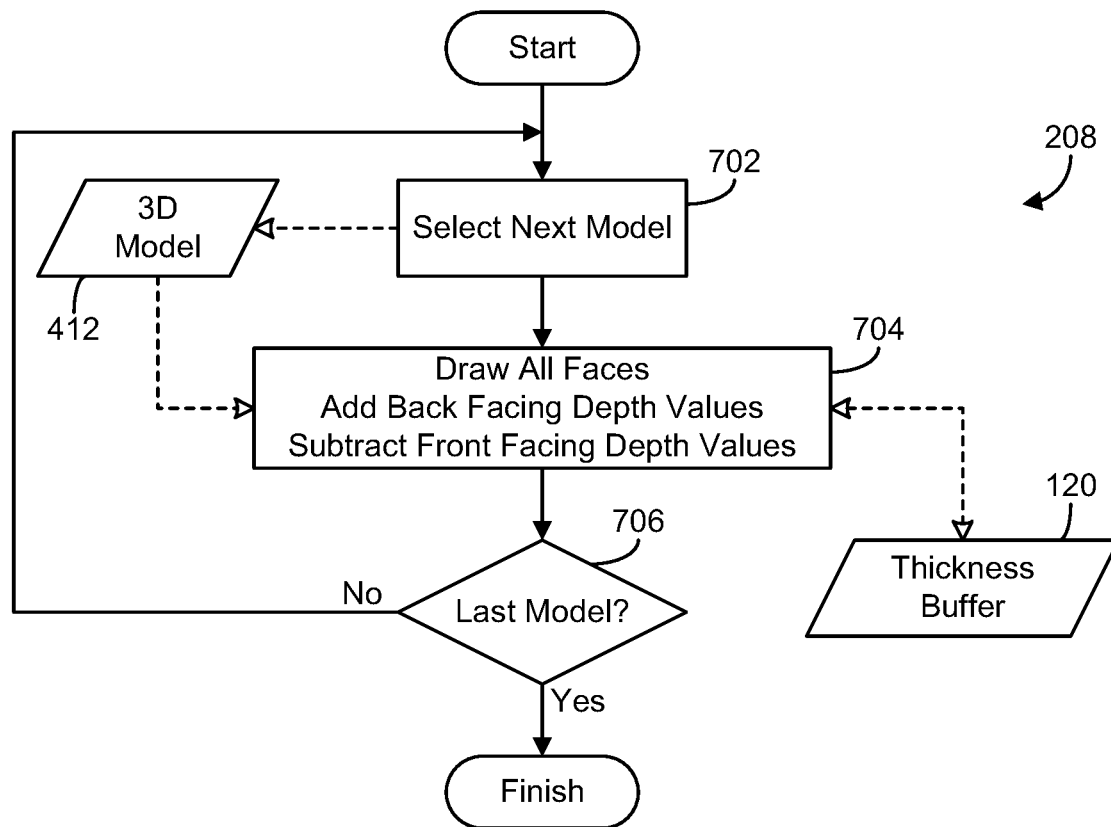 Start
208
702
3D
Model
Select Next Model
412
704
Draw All Faces
Add Back Facing Depth Values
Subtract Front Facing Depth Values
120
706
Thickness
Buffer
No
Last Model?
Yes
Finish